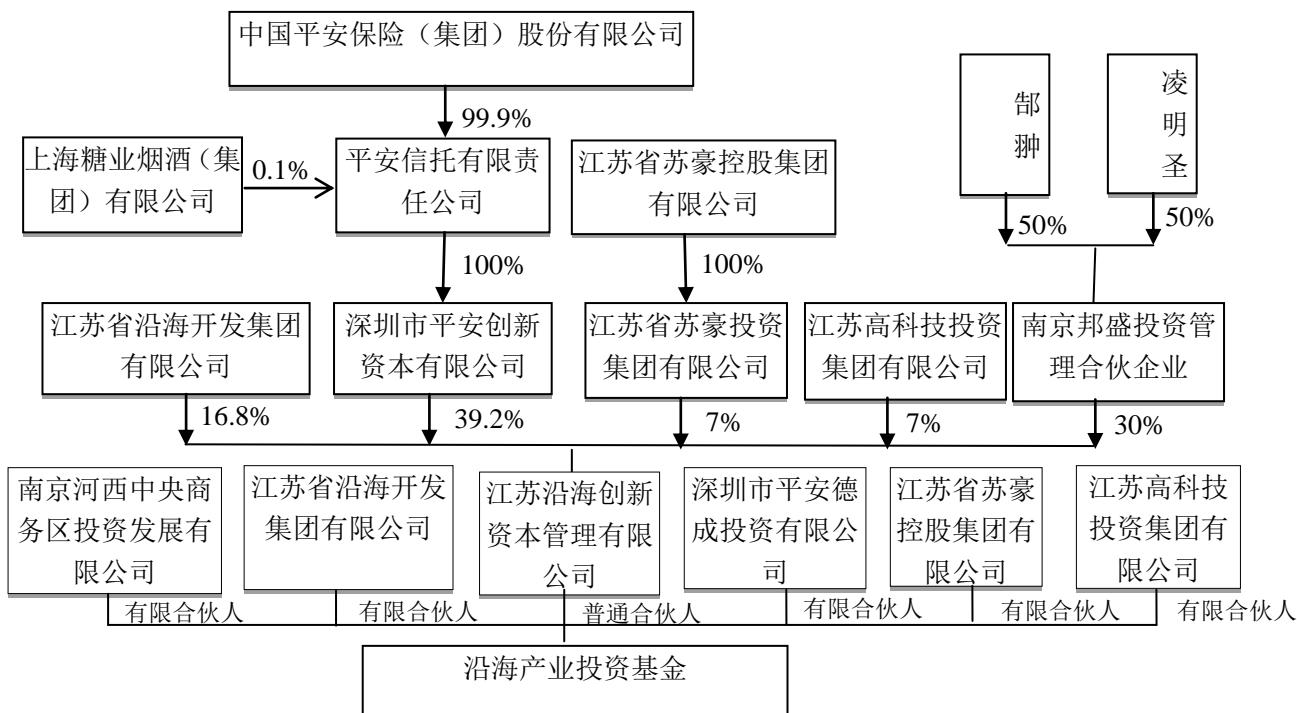 中国平安保险（集团）股份有限公司
郜
翀
凌
明
圣
99.9%
上海糖业烟酒（集
团）有限公司
0.1%
平安信托有限责
任公司
江苏省苏豪控股集团
有限公司
50%
50%
100%
100%
江苏省沿海开发集团
有限公司
深圳市平安创新
资本有限公司
江苏省苏豪投资
集团有限公司
江苏高科技投资
集团有限公司
南京邦盛投资管
理合伙企业
16.8%
39.2%
7%
7%
30%
南京河西中央商
务区投资发展有
限公司
江苏省沿海开发
集团有限公司
江苏沿海创新
资本管理有限
公司
深圳市平安德
成投资有限公
司
江苏省苏豪
控股集团有
限公司
江苏高科技
投资集团有
限公司
有限合伙人
有限合伙人
普通合伙人
有限合伙人
有限合伙人
有限合伙人
沿海产业投资基金